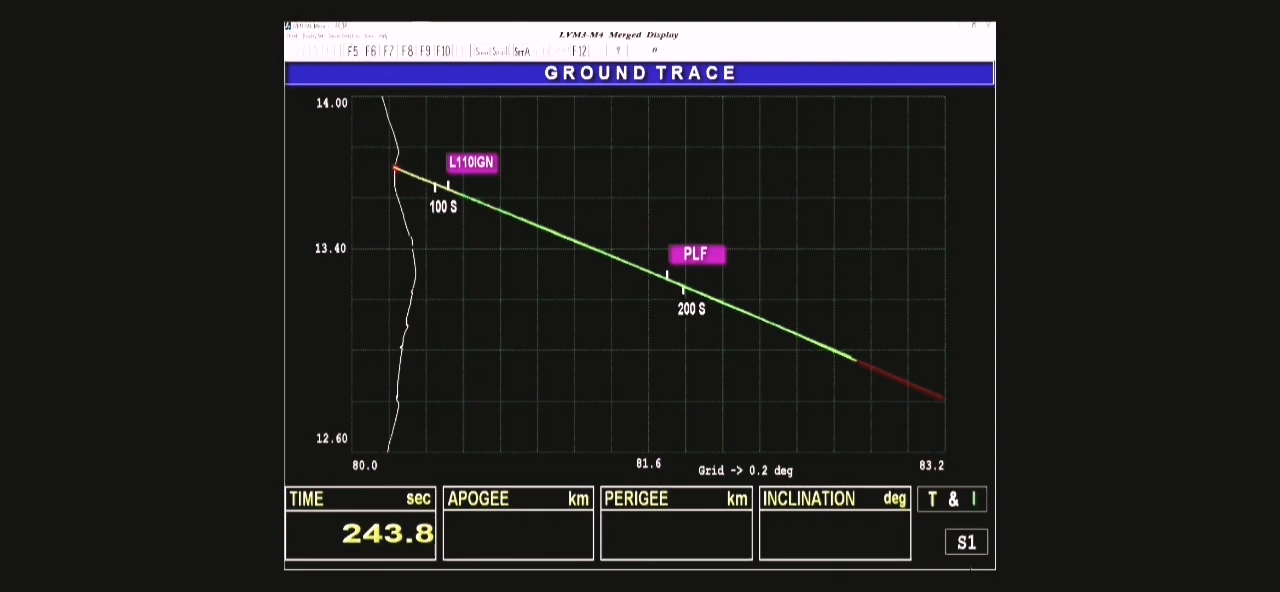 LVM3-M4 Merged Display
F5 F6 F7 F8 F9 F10 SetA F12 ?
GROUND TRACE
14.00
L110IGN
100 S
13.40
PLF
200 S
12.60
80.0 81.6 Grid -> 0.2 deg 83.2
TIME sec APOGEE km PERIGEE km INCLINATION deg T & I
243.8
S1